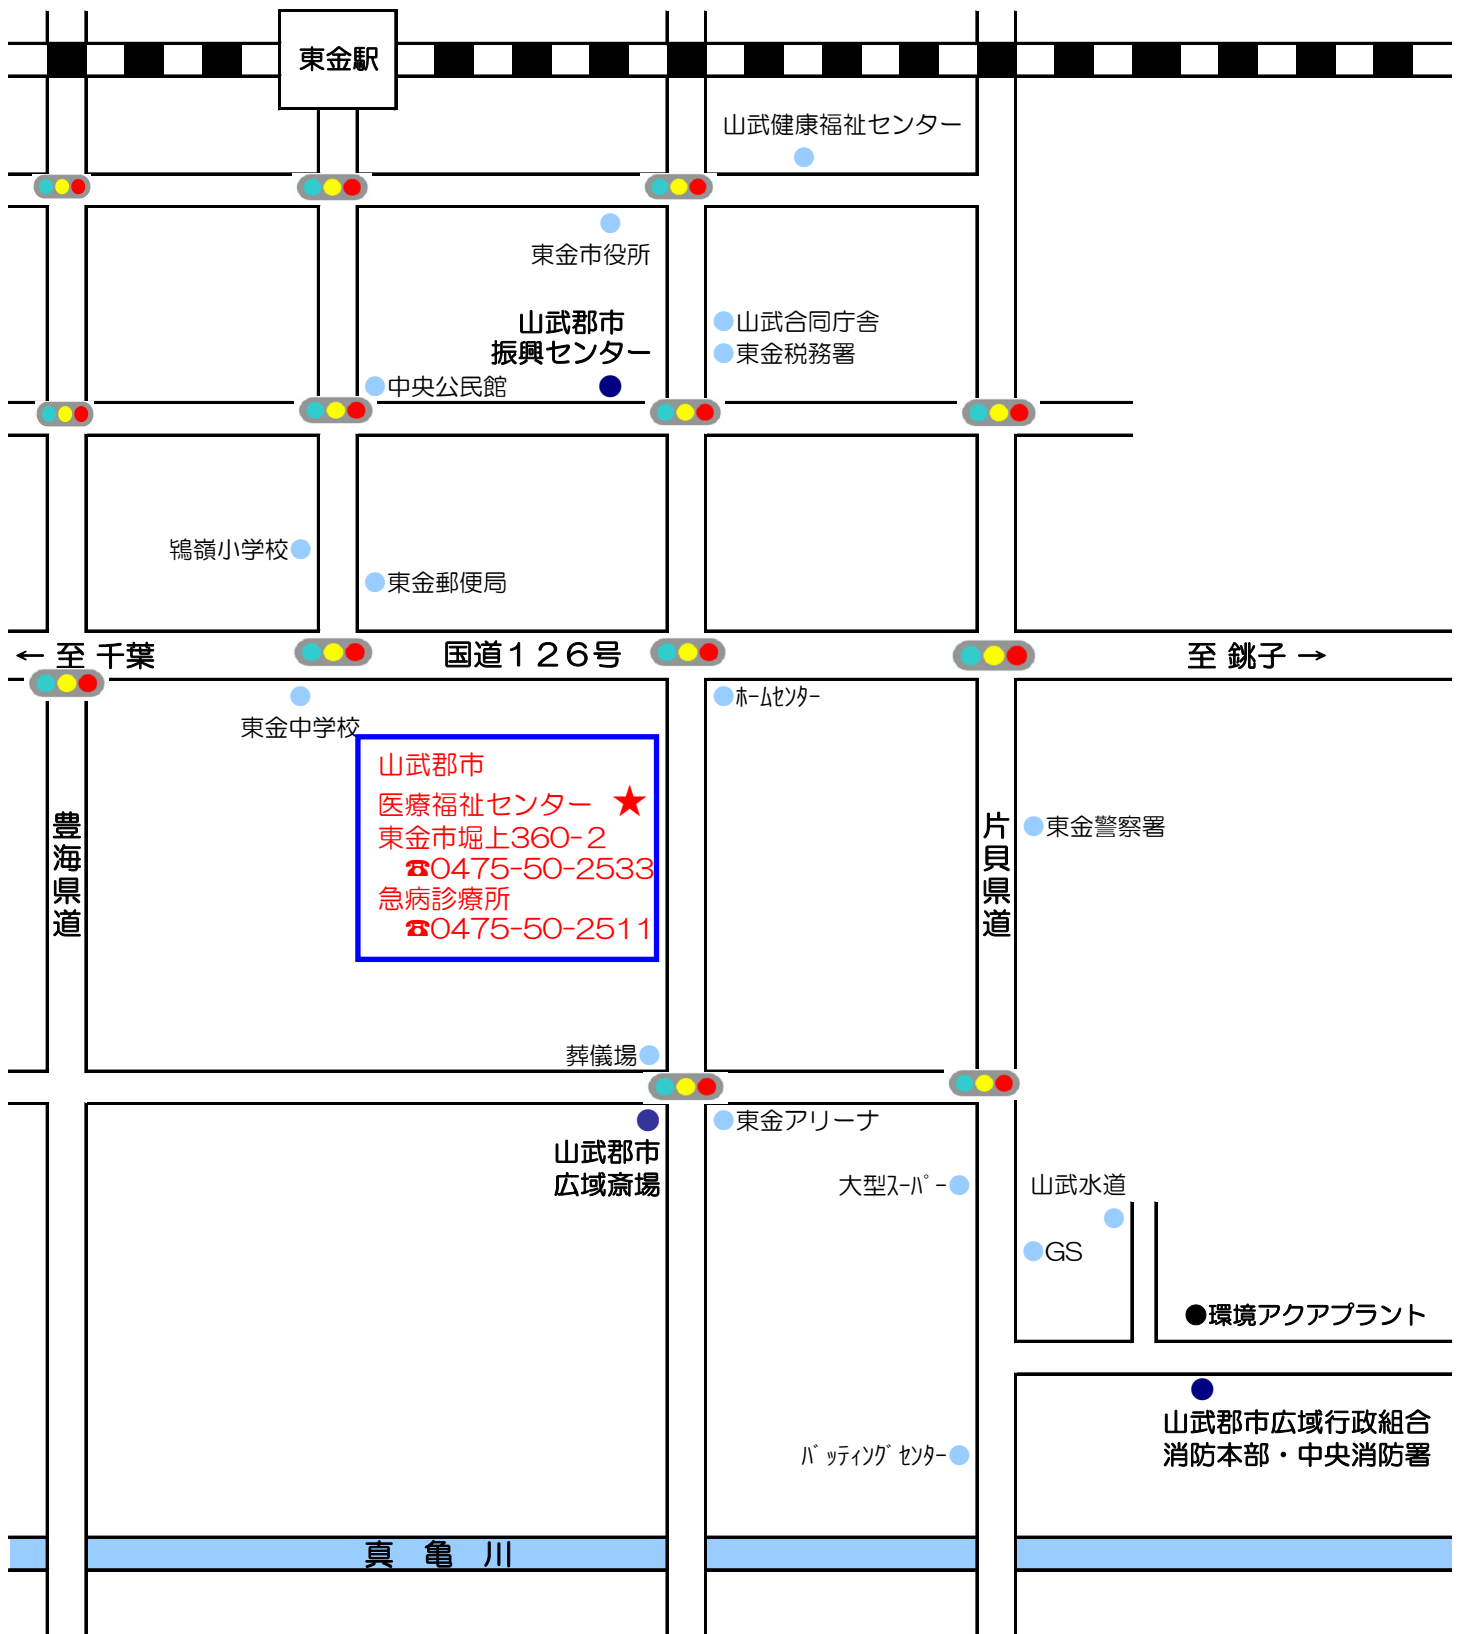 東金駅
山武健康福祉センター
東金市役所
山武郡市
振興センター
山武合同庁舎
東金税務署
中央公民館
鴇嶺小学校
東金郵便局
← 至 千葉
国道126号
至 銚子 →
東金中学校
ﾎｰﾑｾﾝﾀｰ
山武郡市
医療福祉センター ★
東金市堀上360-2
☎0475-50-2533
急病診療所
☎0475-50-2511
豊海県道
片貝県道
東金警察署
葬儀場
東金アリーナ
山武郡市
広域斎場
大型ｽｰﾊﾟｰ
山武水道
GS
●環境アクアプラント
山武郡市広域行政組合
消防本部・中央消防署
ﾊﾞｯﾃｨﾝｸﾞｾﾝﾀｰ
真 亀 川